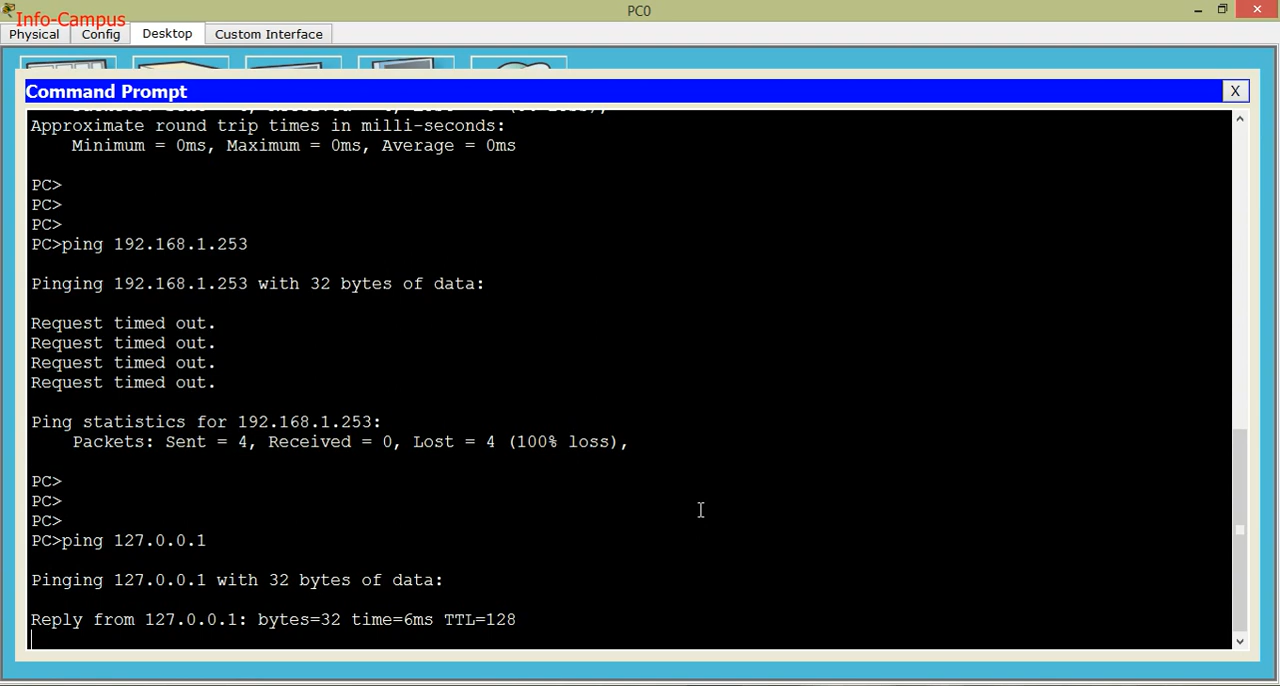 PC0
Info-Campus
Physical Config Desktop Custom Interface
Command Prompt X
Approximate round trip times in milli-seconds:
Minimum = 0ms, Maximum = 0ms, Average = 0ms
PC>
PC>
PC>
PC>ping 192.168.1.253
Pinging 192.168.1.253 with 32 bytes of data:
Request timed out.
Request timed out.
Request timed out.
Request timed out.
Ping statistics for 192.168.1.253:
Packets: Sent = 4, Received = 0, Lost = 4 (100% loss),
PC>
PC>
PC>
PC>ping 127.0.0.1
Pinging 127.0.0.1 with 32 bytes of data:
Reply from 127.0.0.1: bytes=32 time=6ms TTL=128